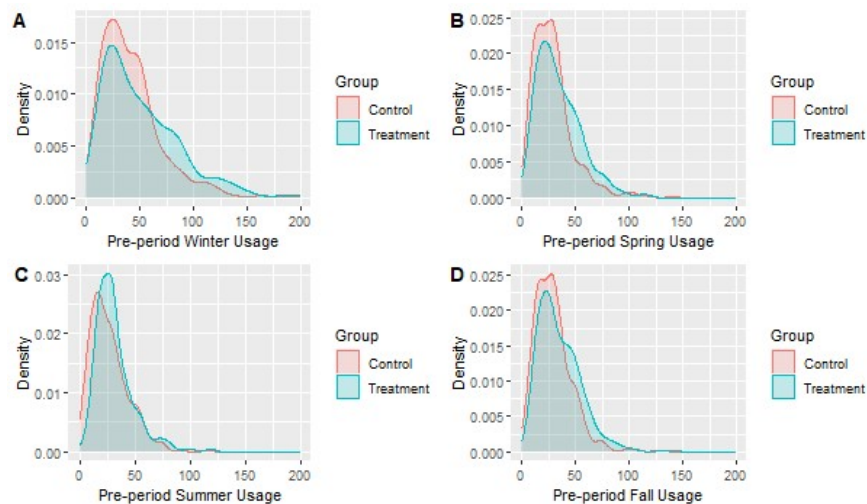 A
0.015
0.010
0.005
0.000
Density
0 50 100 150 200
Pre-period Winter Usage
Group
Control
Treatment
B
0.025
0.020
0.015
0.010
0.005
0.000
Density
0 50 100 150 200
Pre-period Spring Usage
Group
Control
Treatment
C
0.03
0.02
0.01
0.00
Density
0 50 100 150 200
Pre-period Summer Usage
Group
Control
Treatment
D
0.025
0.020
0.015
0.010
0.005
0.000
Density
0 50 100 150 200
Pre-period Fall Usage
Group
Control
Treatment